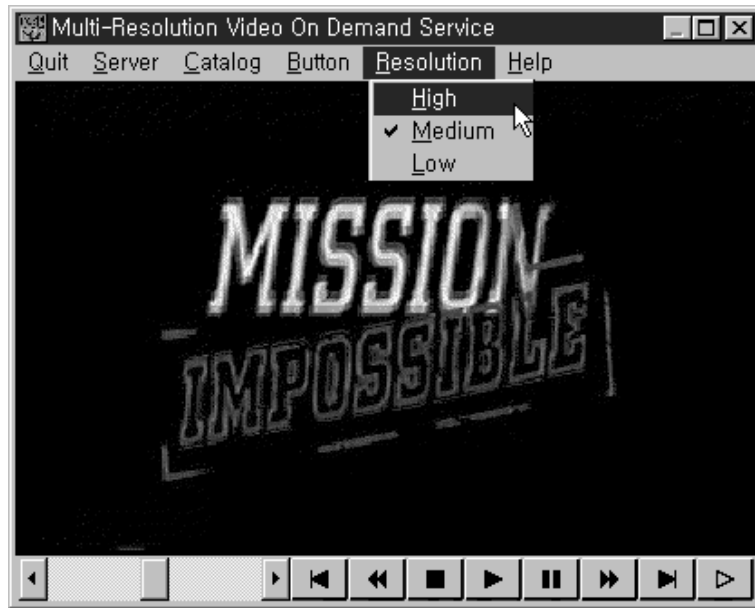 Multi-Resolution Video On Demand Service
Quit Server Catalog Button Resolution Help
High
✓ Medium
Low
MISSION
IMPOSSIBLE